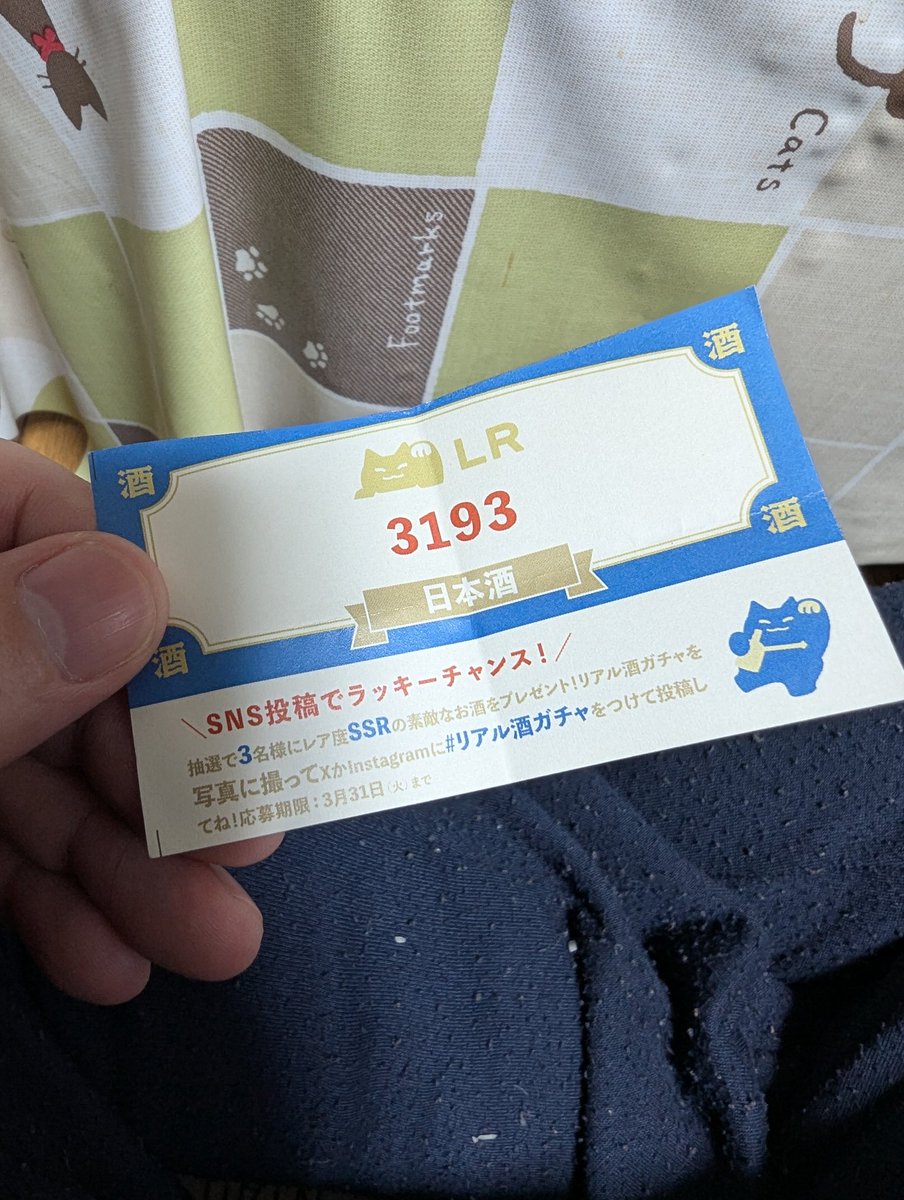 Cats
Footmarks
酒
酒
LR
3193
日本酒
酒
酒
\SNS投稿でラッキーチャンス！/
抽選で3名様にレア度SSRの素敵なお酒をプレゼント！リアル酒ガチャを
写真に撮ってXかInstagramに#リアル酒ガチャをつけて投稿し
てね！応募期限：3月31日（火）まで